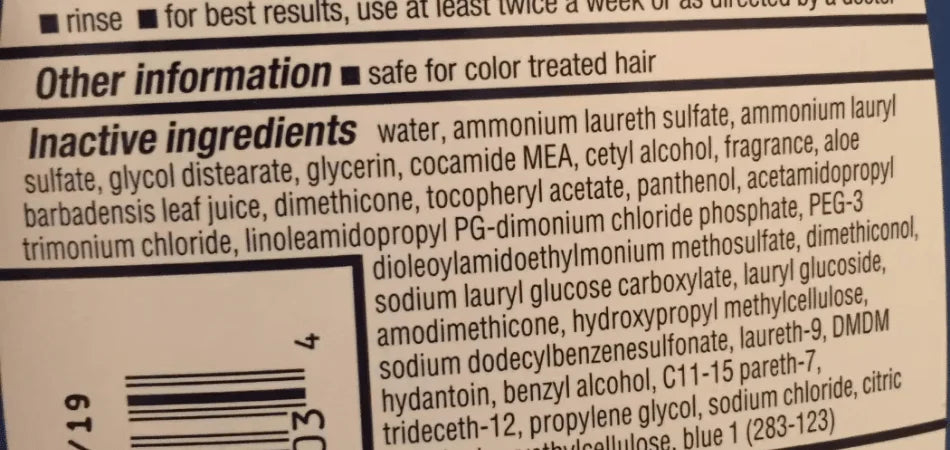 ■ rinse ■ for best results, use at least twice a week or as directed by a doctor
Other information ■ safe for color treated hair
Inactive ingredients water, ammonium laureth sulfate, ammonium lauryl
sulfate, glycol distearate, glycerin, cocamide MEA, cetyl alcohol, fragrance, aloe
barbadensis leaf juice, dimethicone, tocopheryl acetate, panthenol, acetamidopropyl
trimonium chloride, linoleamidopropyl PG-dimonium chloride phosphate, PEG-3
dioleoylamidoethylmonium methosulfate, dimethiconol,
sodium lauryl glucose carboxylate, lauryl glucoside,
amodimethicone, hydroxypropyl methylcellulose,
sodium dodecylbenzenesulfonate, laureth-9, DMDM
hydantoin, benzyl alcohol, C11-15 pareth-7,
trideceth-12, propylene glycol, sodium chloride, citric
blue 1 (283-123)
4
03
/19